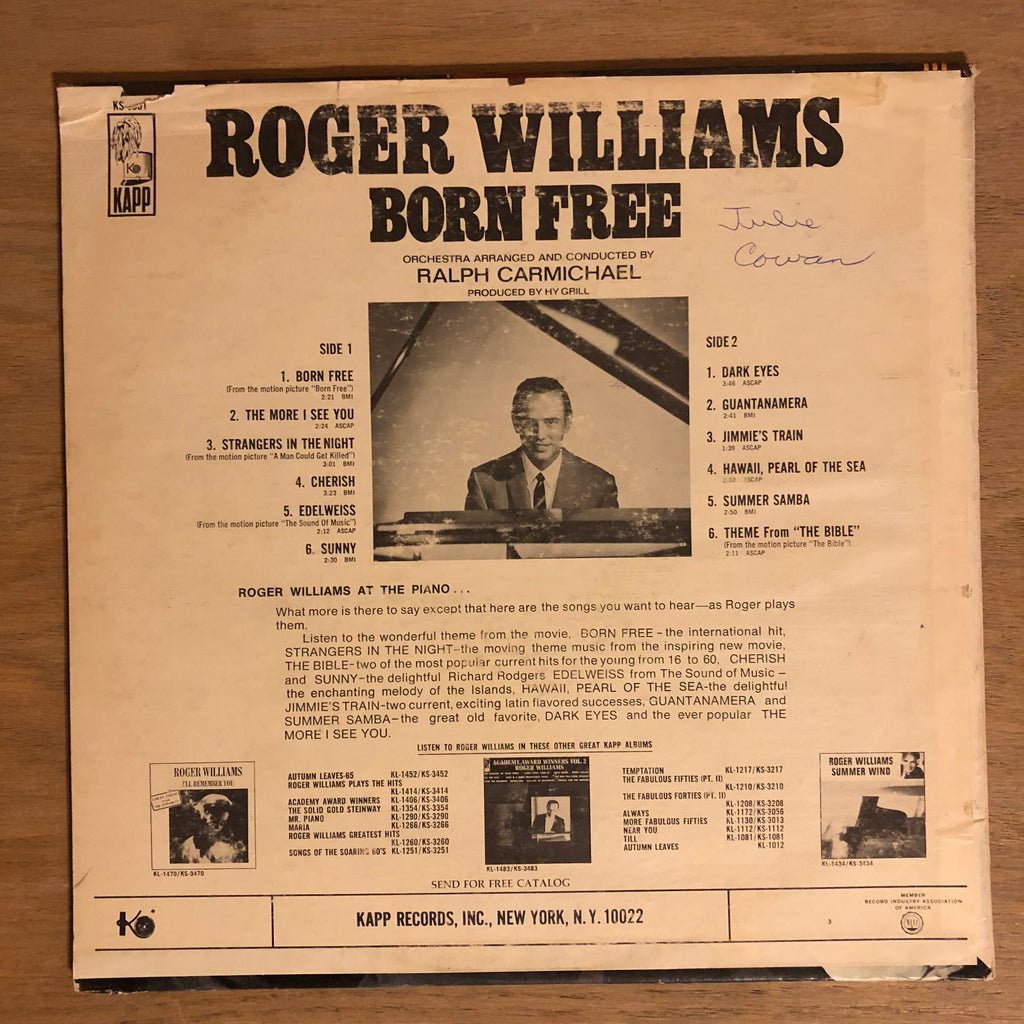 KAPP
ROGER WILLIAMS
BORN FREE
Julie
Cowan
ORCHESTRA ARRANGED AND CONDUCTED BY
RALPH CARMICHAEL
PRODUCED BY HY GRILL
SIDE 1
1. BORN FREE
(From the motion picture "Born Free")
2:21 BMI
2. THE MORE I SEE YOU
2:24 ASCAP
3. STRANGERS IN THE NIGHT
(From the motion picture "A Man Could Get Killed")
3:01 BMI
4. CHERISH
3:23 BMI
5. EDELWEISS
(From the motion picture "The Sound Of Music")
2:12 ASCAP
6. SUNNY
2:30 BMI
SIDE 2
1. DARK EYES
3:46 ASCAP
2. GUANTANAMERA
2:41 BMI
3. JIMMIE'S TRAIN
1:39 ASCAP
4. HAWAII, PEARL OF THE SEA
ASCAP
5. SUMMER SAMBA
2:50 BMI
6. THEME From "THE BIBLE"
(From the motion picture "The Bible")
2:11 ASCAP
ROGER WILLIAMS AT THE PIANO...
What more is there to say except that here are the songs you want to hear—as Roger plays
them.
Listen to the wonderful theme from the movie, BORN FREE-the international hit,
STRANGERS IN THE NIGHT-the moving theme music from the inspiring new movie,
THE BIBLE-two of the most popular current hits for the young from 16 to 60, CHERISH
and SUNNY-the delightful Richard Rodgers EDELWEISS from The Sound of Music -
the enchanting melody of the Islands, HAWAII, PEARL OF THE SEA-the delightful
JIMMIE'S TRAIN-two current, exciting latin flavored successes, GUANTANAMERA and
SUMMER SAMBA-the great old favorite, DARK EYES and the ever popular THE
MORE I SEE YOU.
LISTEN TO ROGER WILLIAMS IN THESE OTHER GREAT KAPP ALBUMS
ROGER WILLIAMS
I'LL REMEMBER YOU
KL-1470/KS-3470
AUTUMN LEAVES-65 KL-1452/KS-3452
ROGER WILLIAMS PLAYS THE HITS
KL-1414/KS-3414
ACADEMY AWARD WINNERS KL-1406/KS-3406
THE SOLID GOLD STEINWAY KL-1354/KS-3354
MR. PIANO KL-1290/KS-3290
MARIA KL-1266/KS-3266
ROGER WILLIAMS GREATEST HITS
KL-1260/KS-3260
SONGS OF THE SOARING 60'S KL-1251/KS-3251
ACADEMY AWARD WINNERS VOL. 2
ROGER WILLIAMS
KL-1483/KS-3483
TEMPTATION KL-1217/KS-3217
THE FABULOUS FIFTIES (PT. II)
KL-1210/KS-3210
THE FABULOUS FORTIES (PT. II)
KL-1208/KS-3208
ALWAYS KL-1172/KS-3056
MORE FABULOUS FIFTIES KL-1130/KS-3013
NEAR YOU KL-1112/KS-1112
TILL KL-1081/KS-1081
AUTUMN LEAVES KL-1012
ROGER WILLIAMS
SUMMER WIND
KL-1434/KS-3434
SEND FOR FREE CATALOG
KAPP RECORDS, INC., NEW YORK, N.Y. 10022
3
MEMBER
RECORD INDUSTRY ASSOCIATION
OF AMERICA